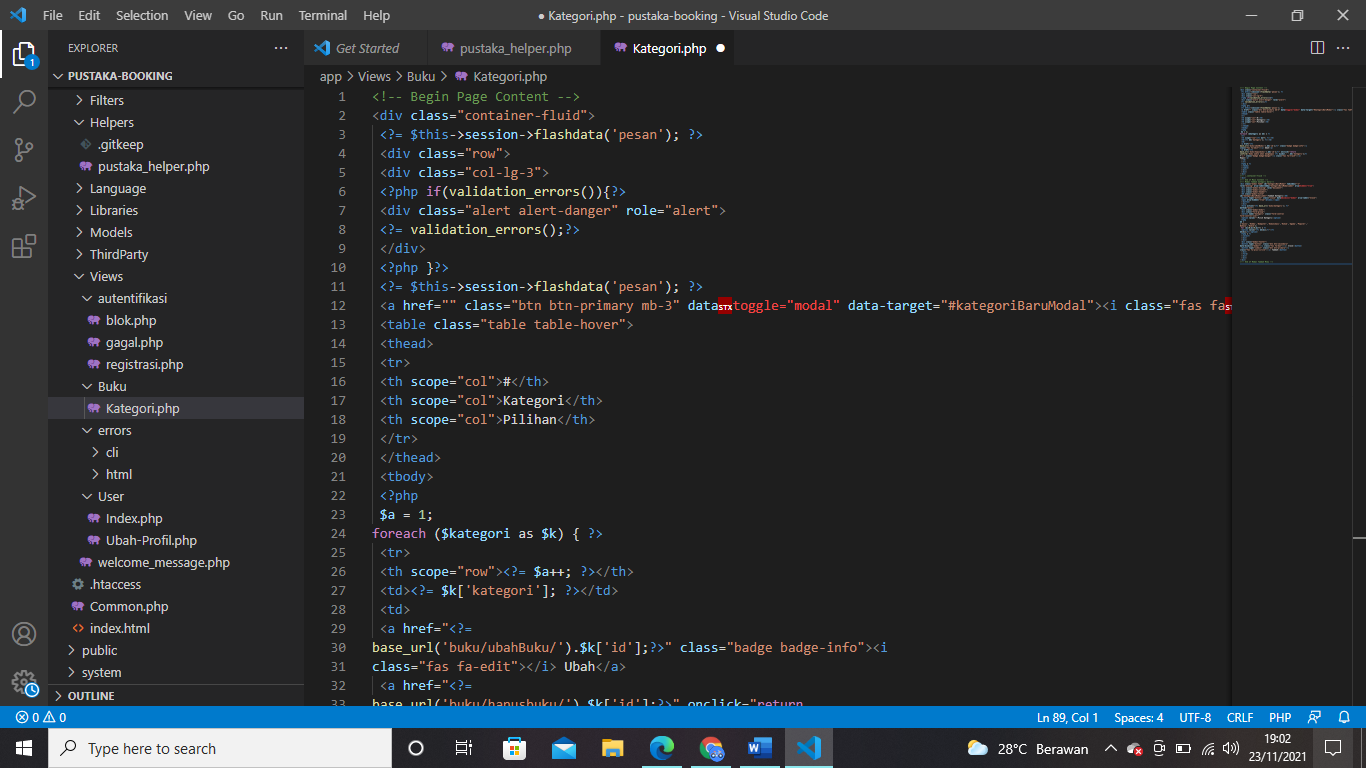 File Edit Selection View Go Run Terminal Help
● Kategori.php - pustaka-booking - Visual Studio Code
EXPLORER
Get Started
pustaka_helper.php
Kategori.php
PUSTAKA-BOOKING
Filters
Helpers
.gitkeep
pustaka_helper.php
Language
Libraries
Models
ThirdParty
Views
autentifikasi
blok.php
gagal.php
registrasi.php
Buku
Kategori.php
errors
cli
html
User
Index.php
Ubah-Profil.php
welcome_message.php
.htaccess
Common.php
index.html
public
system
OUTLINE
1
app > Views > Buku > Kategori.php
1 <!-- Begin Page Content -->
2 <div class="container-fluid">
3 <?= $this->session->flashdata('pesan'); ?>
4 <div class="row">
5 <div class="col-lg-3">
6 <?php if(validation_errors()){?>
7 <div class="alert alert-danger" role="alert">
8 <?= validation_errors();?>
9 </div>
10 <?php }?>
11 <?= $this->session->flashdata('pesan'); ?>
12 <a href="" class="btn btn-primary mb-3" dataSTXtoggle="modal" data-target="#kategoriBaruModal"><i class="fas fa
13 <table class="table table-hover">
14 <thead>
15 <tr>
16 <th scope="col">#</th>
17 <th scope="col">Kategori</th>
18 <th scope="col">Pilihan</th>
19 </tr>
20 </thead>
21 <tbody>
22 <?php
23 $a = 1;
24 foreach ($kategori as $k) { ?>
25 <tr>
26 <th scope="row"><?= $a++; ?></th>
27 <td><?= $k['kategori']; ?></td>
28 <td>
29 <a href="<?=
30 base_url('buku/ubahBuku/').$k['id'];?>" class="badge badge-info"><i
31 class="fas fa-edit"></i> Ubah</a>
32 <a href="<?=
33 base_url('buku/hapusbuku/').$k['id'];?>" onclick="return
0 0
Ln 89, Col 1 Spaces: 4 UTF-8 CRLF PHP
Type here to search
28°C Berawan
19:02
23/11/2021